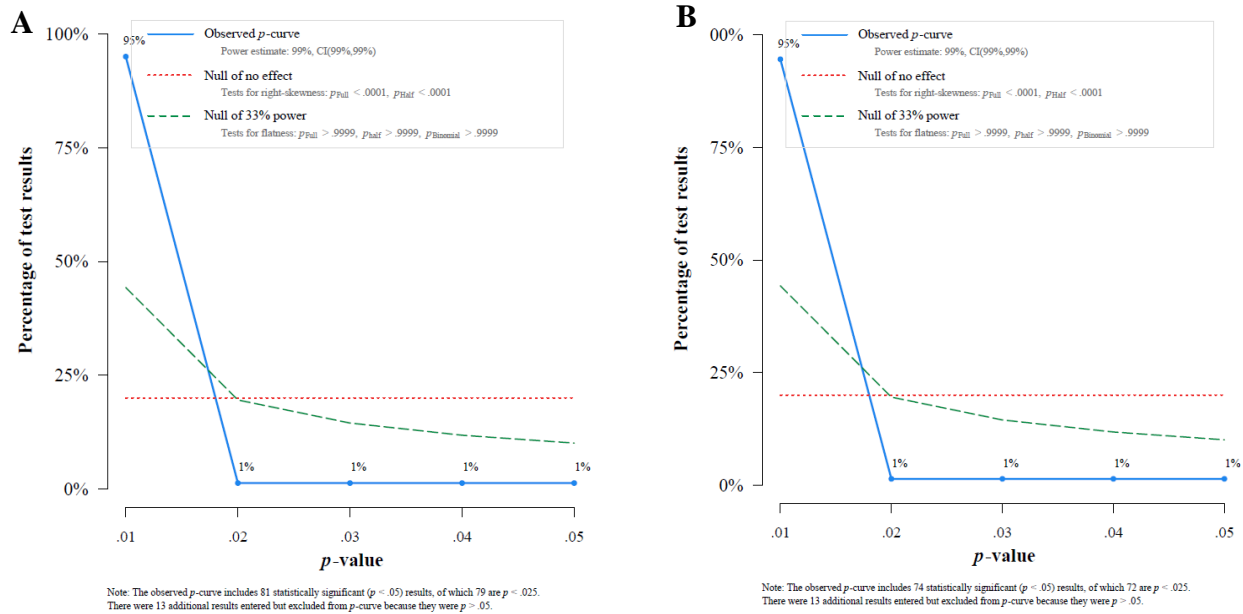 A
100%
75%
50%
25%
0%
Percentage of test results
95%
Observed p-curve
Power estimate: 99%, CI(99%,99%)
Null of no effect
Tests for right-skewness: pFull < .0001, pHalf < .0001
Null of 33% power
Tests for flatness: pFull > .9999, phalf > .9999, pBinomial > .9999
1%
1%
1%
1%
.01
.02
.03
.04
.05
p-value
Note: The observed p-curve includes 81 statistically significant (p < .05) results, of which 79 are p < .025.
There were 13 additional results entered but excluded from p-curve because they were p > .05.
B
00%
75%
50%
25%
0%
Percentage of test results
95%
Observed p-curve
Power estimate: 99%, CI(99%,99%)
Null of no effect
Tests for right-skewness: pFull < .0001, pHalf < .0001
Null of 33% power
Tests for flatness: pFull > .9999, phalf > .9999, pBinomial > .9999
1%
1%
1%
1%
.01
.02
.03
.04
.05
p-value
Note: The observed p-curve includes 74 statistically significant (p < .05) results, of which 72 are p < .025.
There were 13 additional results entered but excluded from p-curve because they were p > .05.